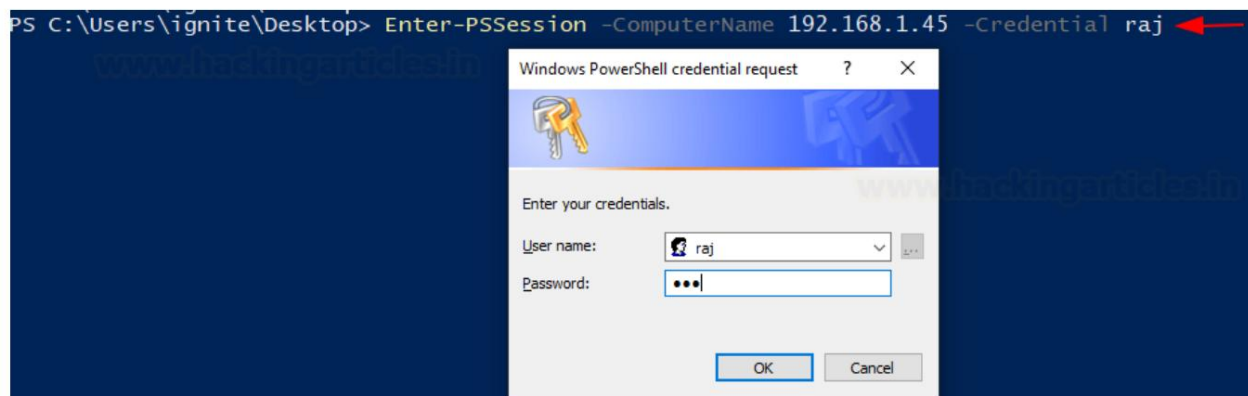 PS C:\Users\ignite\Desktop> Enter-PSSession -ComputerName 192.168.1.45 -Credential raj
www.hackingarticles.in
Windows PowerShell credential request ? ×
www.hackingarticles.in
Enter your credentials.
User name: raj ...
Password: •••
OK Cancel